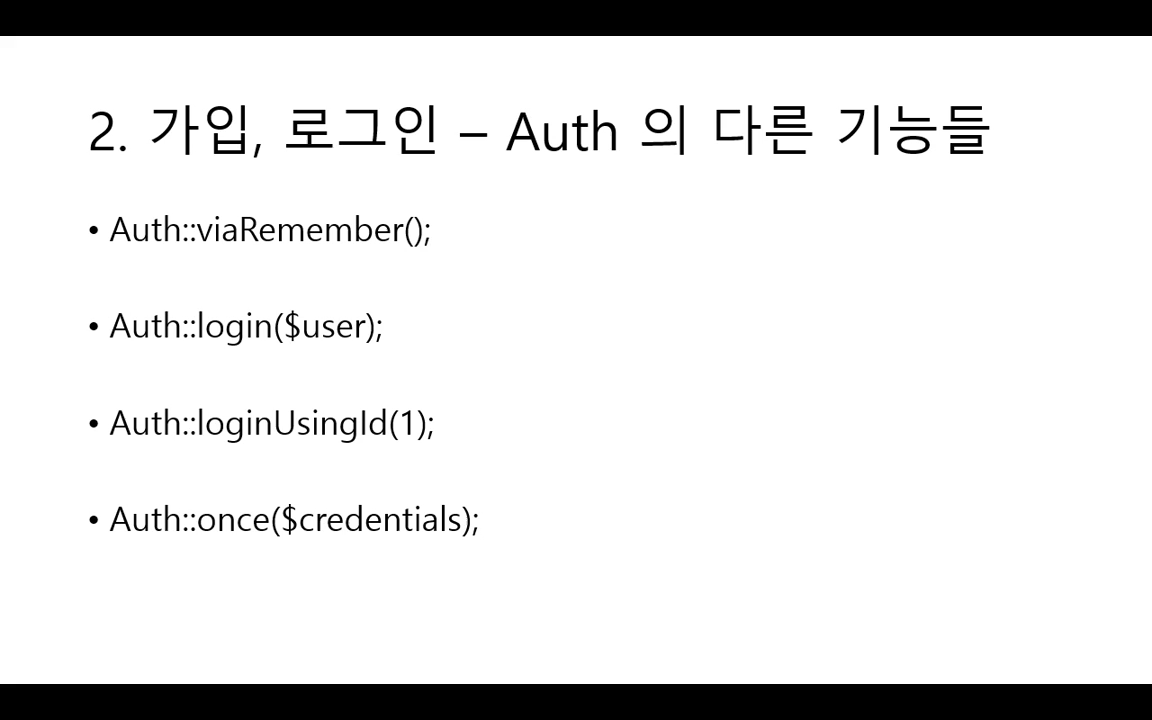 2. 가입, 로그인 – Auth 의 다른 기능들
• Auth::viaRemember();
• Auth::login($user);
• Auth::loginUsingId(1);
• Auth::once($credentials);